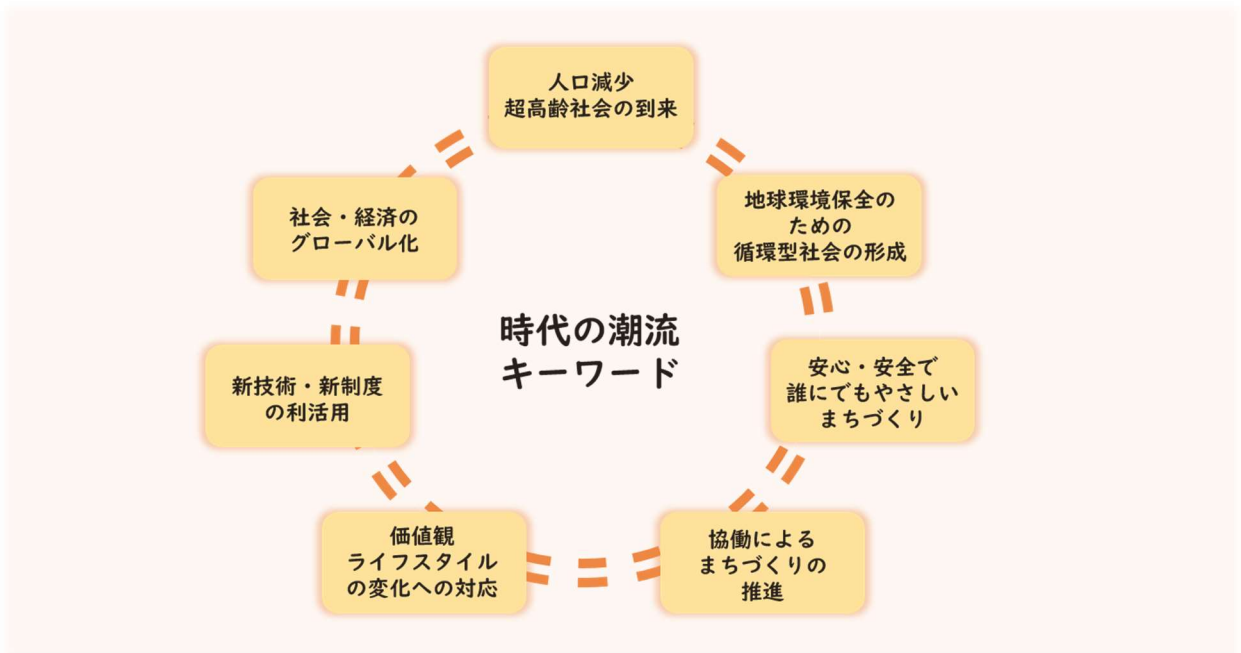 人口減少
超高齢社会の到来
地球環境保全の
ための
循環型社会の形成
安心・安全で
誰にでもやさしい
まちづくり
協働による
まちづくりの
推進
価値観
ライフスタイル
の変化への対応
新技術・新制度
の利活用
社会・経済の
グローバル化
時代の潮流
キーワード